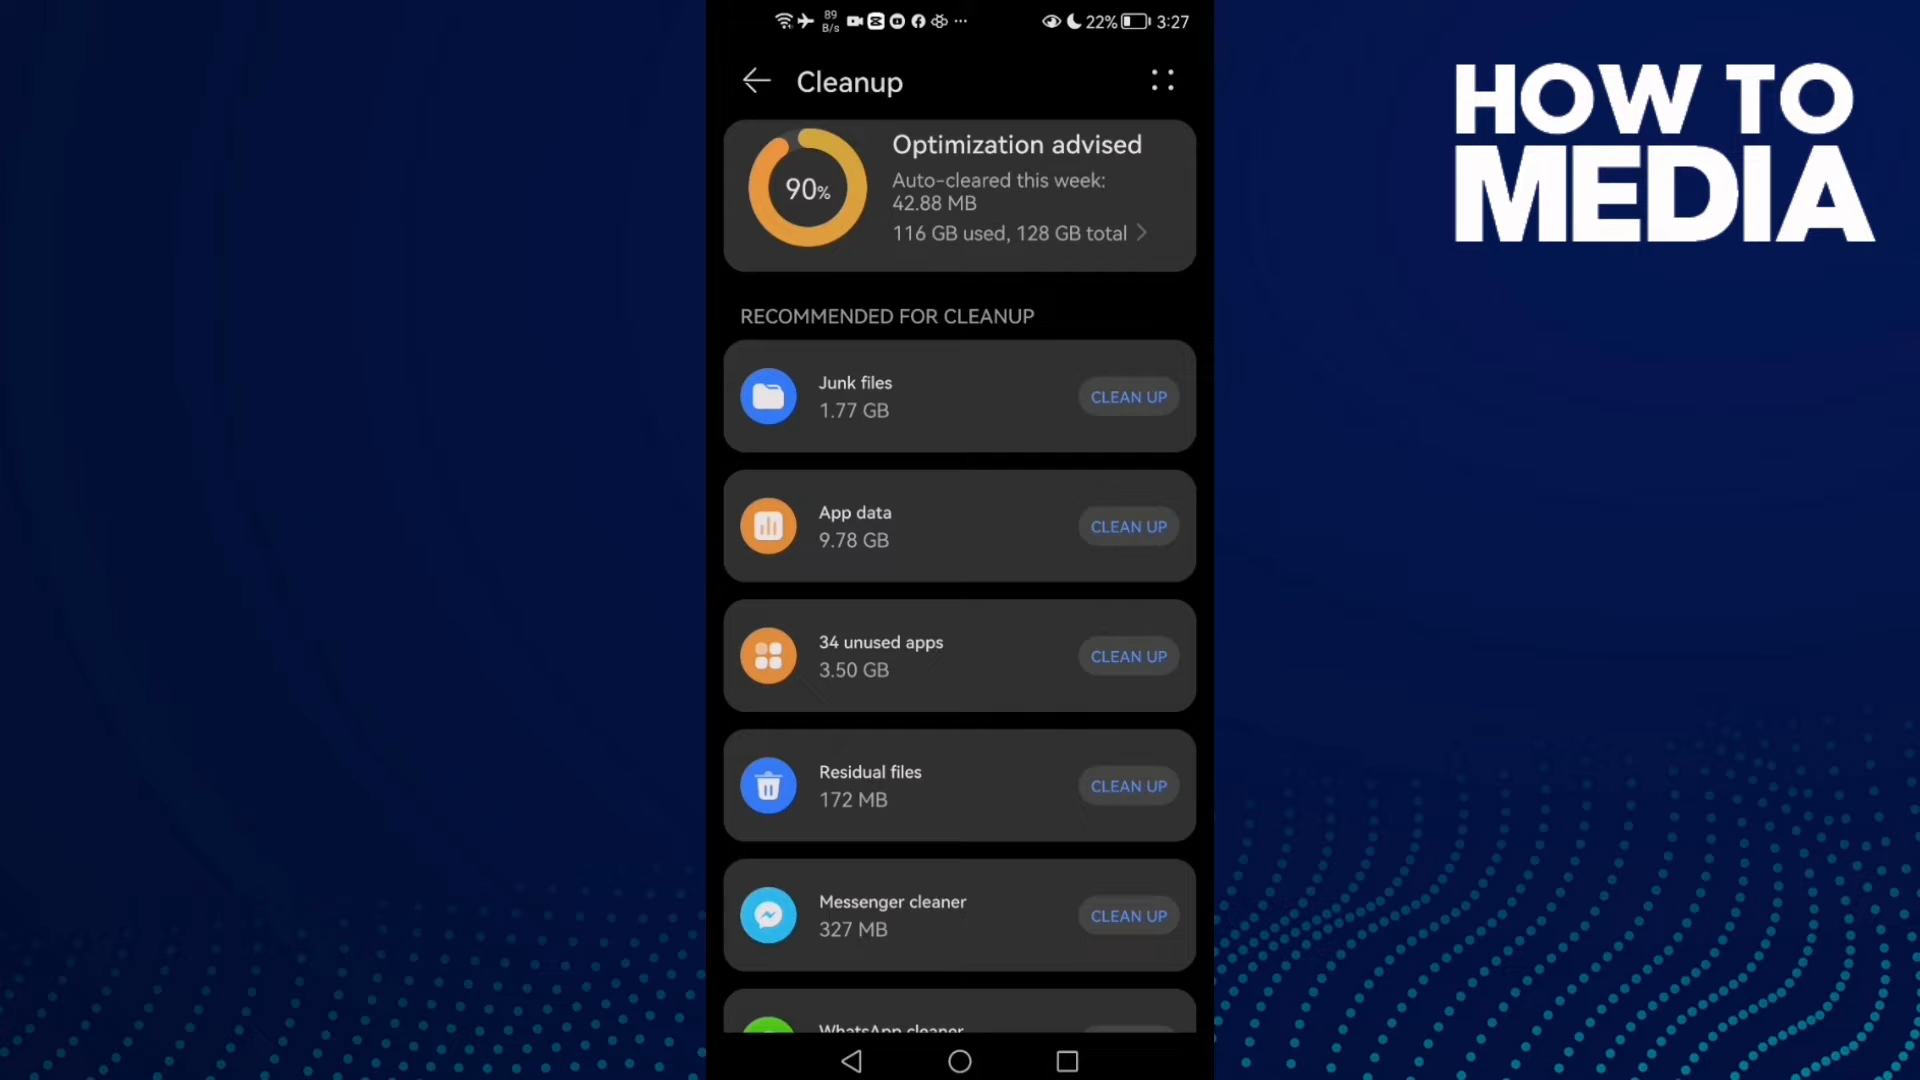 89
B/s
22%
3:27
Cleanup
HOW TO
MEDIA
90%
Optimization advised
Auto-cleared this week:
42.88 MB
116 GB used, 128 GB total
RECOMMENDED FOR CLEANUP
Junk files
1.77 GB
CLEAN UP
App data
9.78 GB
CLEAN UP
34 unused apps
3.50 GB
CLEAN UP
Residual files
172 MB
CLEAN UP
Messenger cleaner
327 MB
CLEAN UP
WhatsApp cleaner